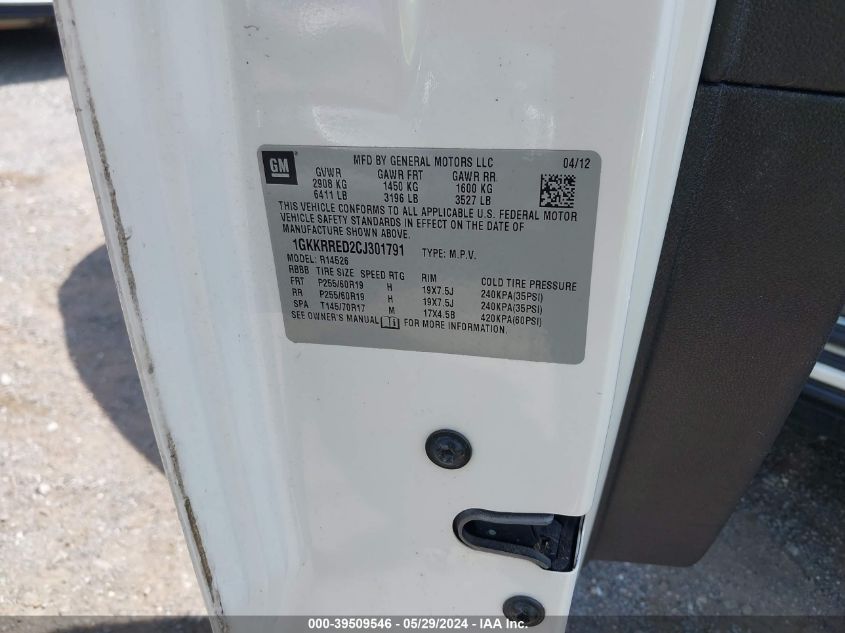 GM
MFD BY GENERAL MOTORS LLC 04/12
GVWR GAWR FRT GAWR RR
2908 KG 1450 KG 1600 KG
6411 LB 3196 LB 3527 LB
THIS VEHICLE CONFORMS TO ALL APPLICABLE U.S. FEDERAL MOTOR
VEHICLE SAFETY STANDARDS IN EFFECT ON THE DATE OF
MANUFACTURE SHOWN ABOVE.
1GKKRRED2CJ301791 TYPE: M.P.V.
MODEL: R14526
RBBB TIRE SIZE SPEED RTG RIM COLD TIRE PRESSURE
FRT P255/60R19 H 19X7.5J 240KPA(35PSI)
RR P255/60R19 H 19X7.5J 240KPA(35PSI)
SPA T145/70R17 M 17X4.5B 420KPA(60PSI)
SEE OWNER'S MANUAL i FOR MORE INFORMATION.
000-39509546 - 05/29/2024 - IAA Inc.